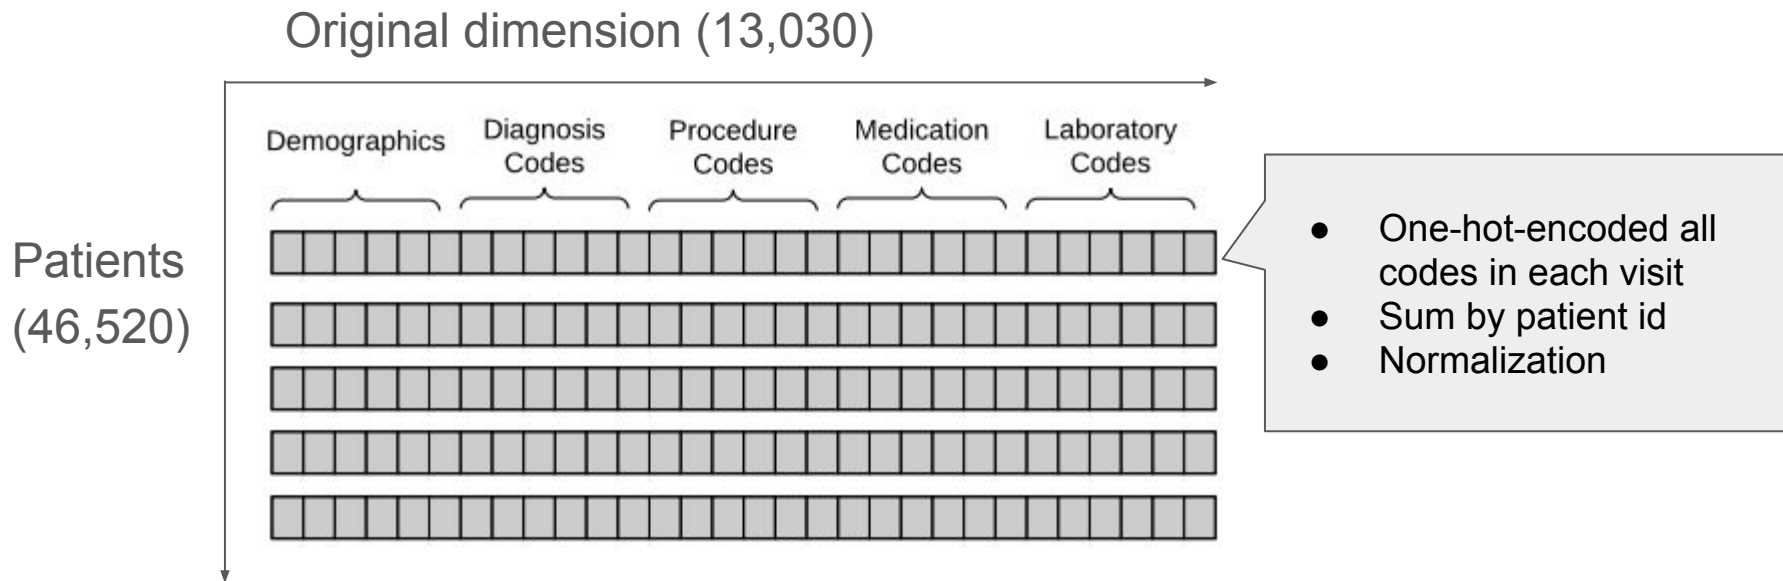 Original dimension (13,030)
Demographics
Diagnosis
Codes
Procedure
Codes
Medication
Codes
Laboratory
Codes
Patients
(46,520)
● One-hot-encoded all
codes in each visit
● Sum by patient id
● Normalization